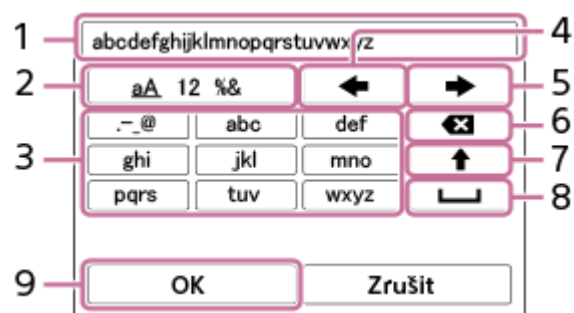 1 abcdefghijklmnopqrstuvwxyz 4
2 aA 12 %& 5
.-_@ abc def 6
3 ghi jkl mno 7
pqrs tuv wxyz 8
9 OK Zrušit